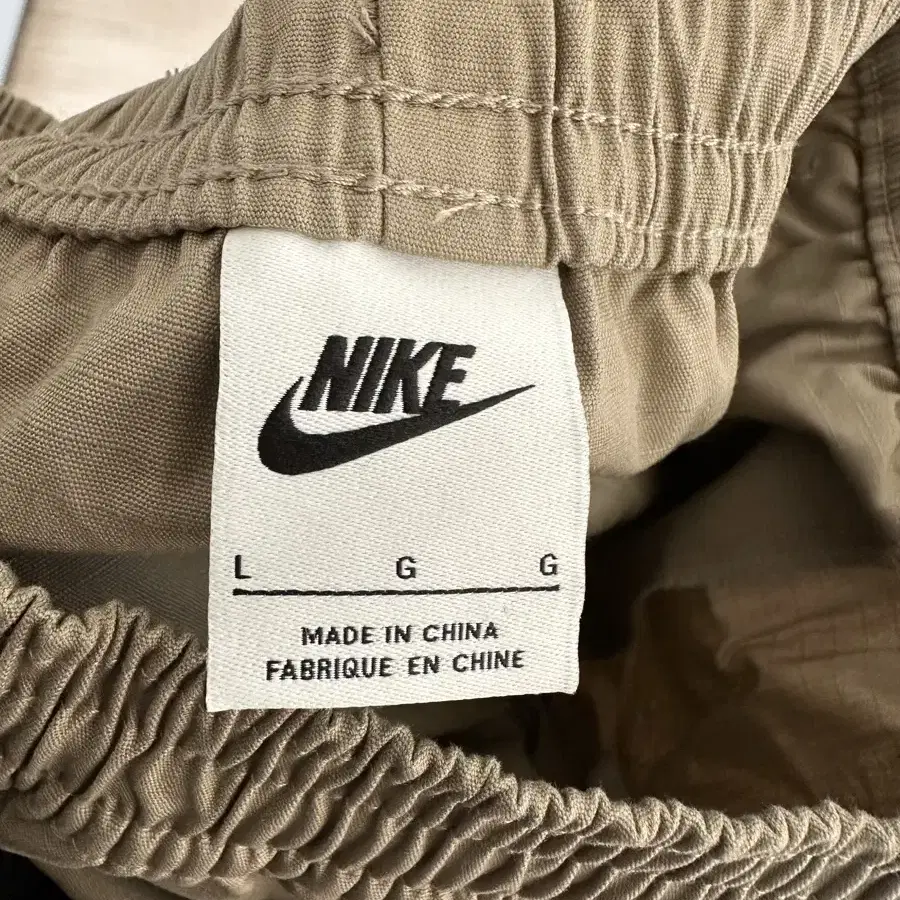 NIKE
L G G
MADE IN CHINA
FABRIQUE EN CHINE